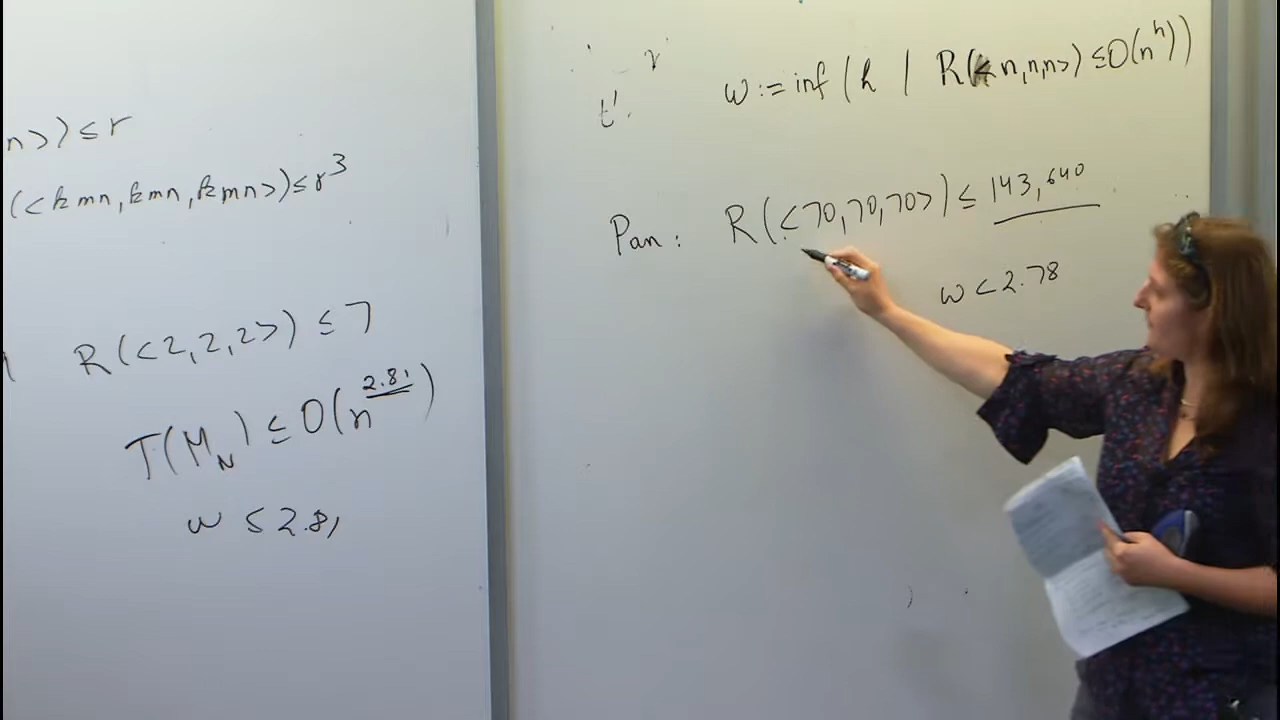 n>) ≤ r
(<kmn, kmn, kmn>) ≤ r³
R(<2,2,2>) ≤ 7
T(M_N) ≤ O(n^2.81)
ω ≤ 2.81
t'.
ω := inf (h | R(<n,n,n>) ≤ O(n^h))
Pan: R(<70,70,70>) ≤ 143,640
ω < 2.78